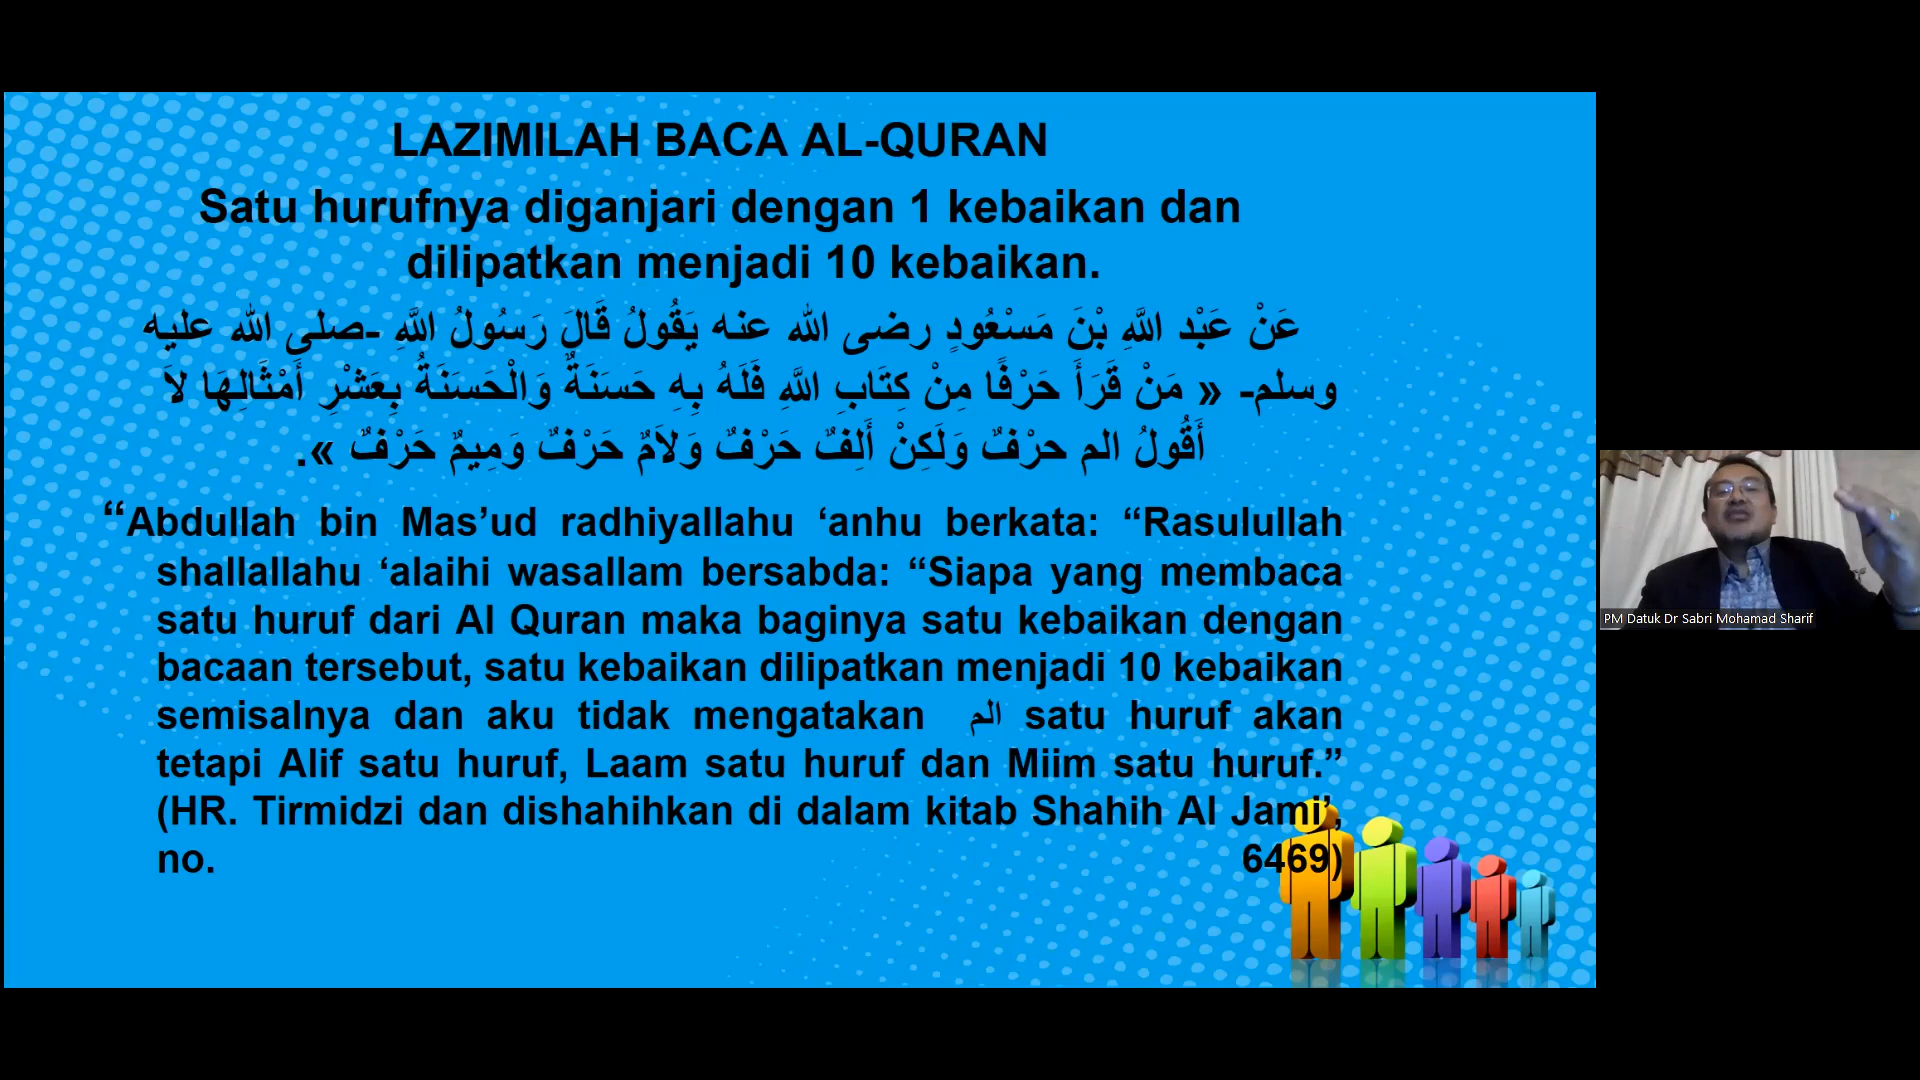 LAZIMILAH BACA AL-QURAN
Satu hurufnya diganjari dengan 1 kebaikan dan
dilipatkan menjadi 10 kebaikan.
عَنْ عَبْد اللَّهِ بْنَ مَسْعُودٍ رضى الله عنه يَقُولُ قَالَ رَسُولُ اللَّهِ -صلى الله عليه
وسلم- « مَنْ قَرَأَ حَرْفًا مِنْ كِتَابِ اللَّهِ فَلَهُ بِهِ حَسَنَةٌ وَالْحَسَنَةُ بِعَشْرِ أَمْثَالِهَا لاَ
أَقُولُ الم حرْفٌ وَلَكِنْ أَلِفٌ حَرْفٌ وَلاَمٌ حَرْفٌ وَمِيمٌ حَرْفٌ ».
“Abdullah bin Mas’ud radhiyallahu ‘anhu berkata: “Rasulullah
shallallahu ‘alaihi wasallam bersabda: “Siapa yang membaca
satu huruf dari Al Quran maka baginya satu kebaikan dengan
bacaan tersebut, satu kebaikan dilipatkan menjadi 10 kebaikan
semisalnya dan aku tidak mengatakan الم satu huruf akan
tetapi Alif satu huruf, Laam satu huruf dan Miim satu huruf.”
(HR. Tirmidzi dan dishahihkan di dalam kitab Shahih Al Jami’,
no. 6469)
PM Datuk Dr Sabri Mohamad Sharif